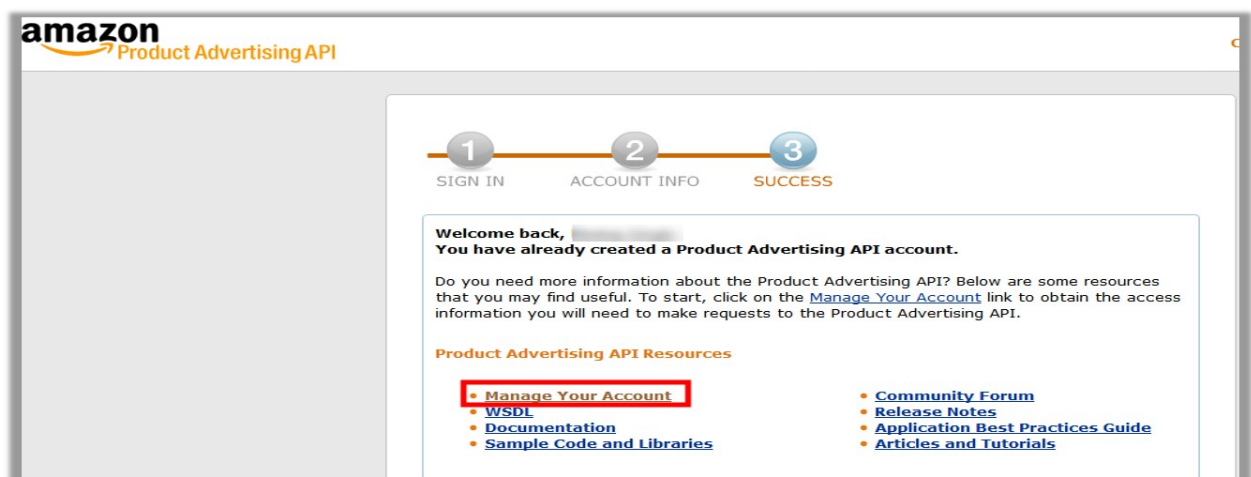 amazon
Product Advertising API
1
2
3
SIGN IN
ACCOUNT INFO
SUCCESS
Welcome back,
You have already created a Product Advertising API account.
Do you need more information about the Product Advertising API? Below are some resources
that you may find useful. To start, click on the Manage Your Account link to obtain the access
information you will need to make requests to the Product Advertising API.
Product Advertising API Resources
• Manage Your Account
• WSDL
• Documentation
• Sample Code and Libraries
• Community Forum
• Release Notes
• Application Best Practices Guide
• Articles and Tutorials